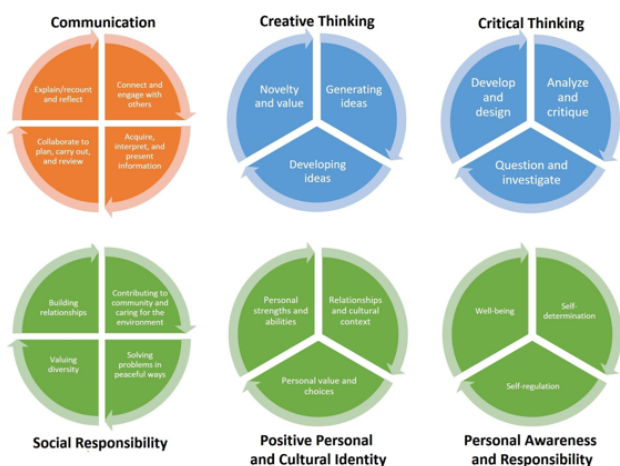 Communication
Explain/recount
and reflect
Connect and
engage with
others
Collaborate to
plan, carry out,
and review
Acquire,
interpret, and
present
information
Creative Thinking
Novelty
and value
Generating
ideas
Developing
ideas
Critical Thinking
Develop
and
design
Analyze
and
critique
Question and
investigate
Building
relationships
Contributing to
community and
caring for the
environment
Valuing
diversity
Solving
problems in
peaceful ways
Social Responsibility
Personal
strengths and
abilities
Relationships
and cultural
context
Personal value and
choices
Positive Personal
and Cultural Identity
Well-being
Self-
determination
Self-regulation
Personal Awareness
and Responsibility